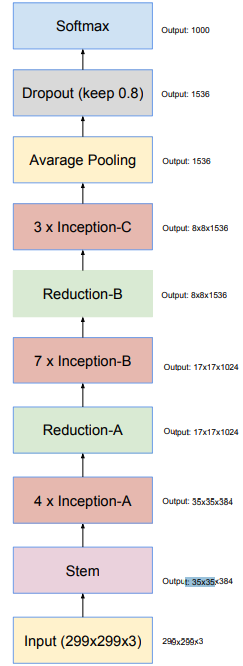 Softmax
Output: 1000
Dropout (keep 0.8)
Output: 1536
Avarage Pooling
Output: 1536
3 x Inception-C
Output: 8x8x1536
Reduction-B
Output: 8x8x1536
7 x Inception-B
Output: 17x17x1024
Reduction-A
Output: 17x17x1024
4 x Inception-A
Output: 35x35x384
Stem
Output: 35x35x384
Input (299x299x3)
299x299x3